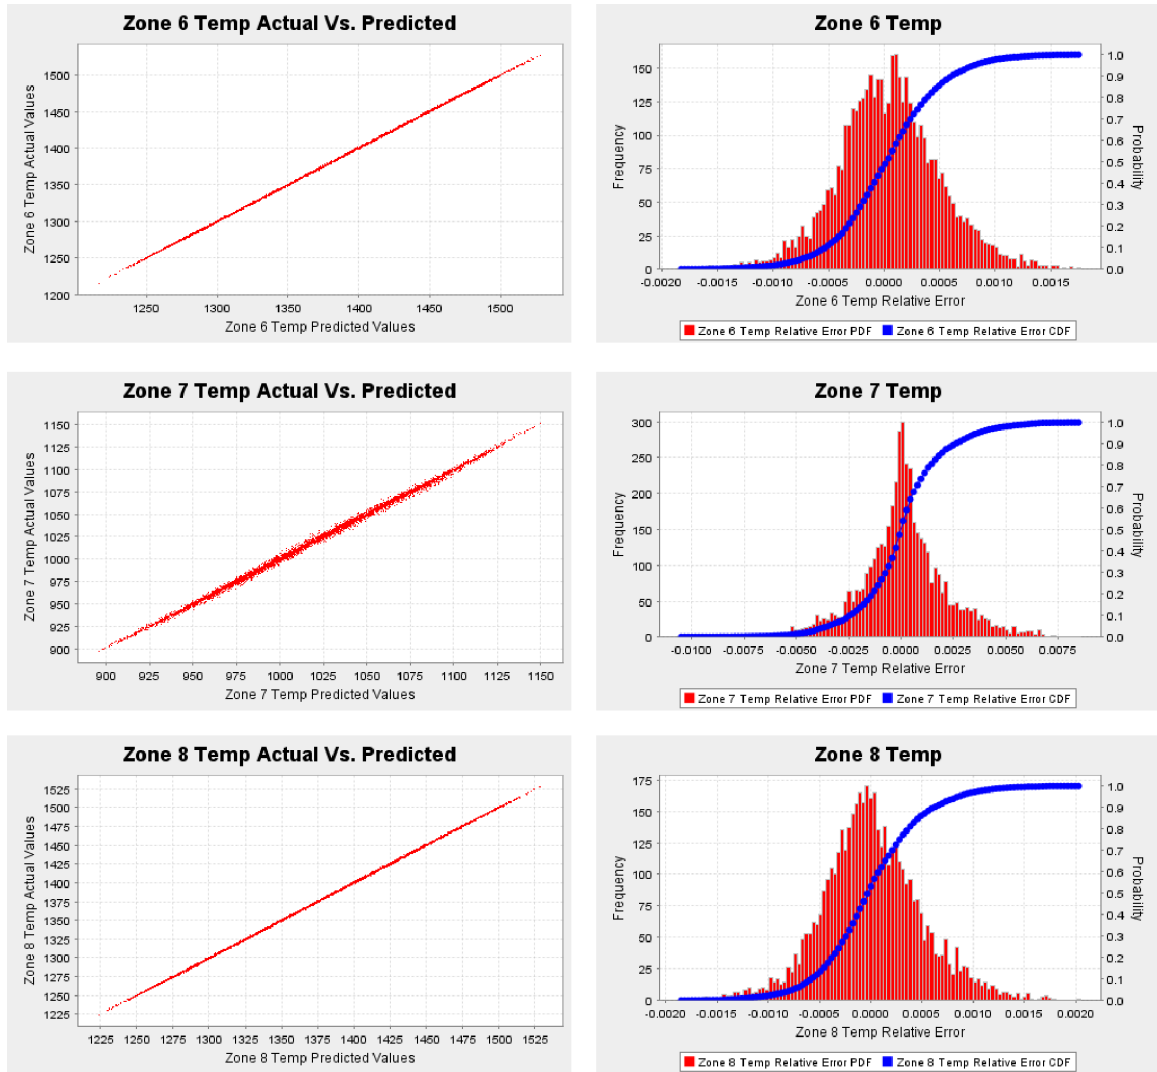 Zone 6 Temp Actual Vs. Predicted
Zone 6 Temp Actual Values
1500
1450
1400
1350
1300
1250
1200
1250 1300 1350 1400 1450 1500
Zone 6 Temp Predicted Values
Zone 6 Temp
Frequency
150
125
100
75
50
25
0
1.0
0.9
0.8
0.7
0.6
0.5
0.4
0.3
0.2
0.1
0.0
Probability
-0.0020 -0.0015 -0.0010 -0.0005 0.0000 0.0005 0.0010 0.0015
Zone 6 Temp Relative Error
Zone 6 Temp Relative Error PDF Zone 6 Temp Relative Error CDF
Zone 7 Temp Actual Vs. Predicted
Zone 7 Temp Actual Values
1150
1125
1100
1075
1050
1025
1000
975
950
925
900
900 925 950 975 1000 1025 1050 1075 1100 1125 1150
Zone 7 Temp Predicted Values
Zone 7 Temp
Frequency
300
250
200
150
100
50
0
1.0
0.9
0.8
0.7
0.6
0.5
0.4
0.3
0.2
0.1
0.0
Probability
-0.0100 -0.0075 -0.0050 -0.0025 0.0000 0.0025 0.0050 0.0075
Zone 7 Temp Relative Error
Zone 7 Temp Relative Error PDF Zone 7 Temp Relative Error CDF
Zone 8 Temp Actual Vs. Predicted
Zone 8 Temp Actual Values
1525
1500
1475
1450
1425
1400
1375
1350
1325
1300
1275
1250
1225
1225 1250 1275 1300 1325 1350 1375 1400 1425 1450 1475 1500 1525
Zone 8 Temp Predicted Values
Zone 8 Temp
Frequency
175
150
125
100
75
50
25
0
1.0
0.9
0.8
0.7
0.6
0.5
0.4
0.3
0.2
0.1
0.0
Probability
-0.0020 -0.0015 -0.0010 -0.0005 0.0000 0.0005 0.0010 0.0015 0.0020
Zone 8 Temp Relative Error
Zone 8 Temp Relative Error PDF Zone 8 Temp Relative Error CDF